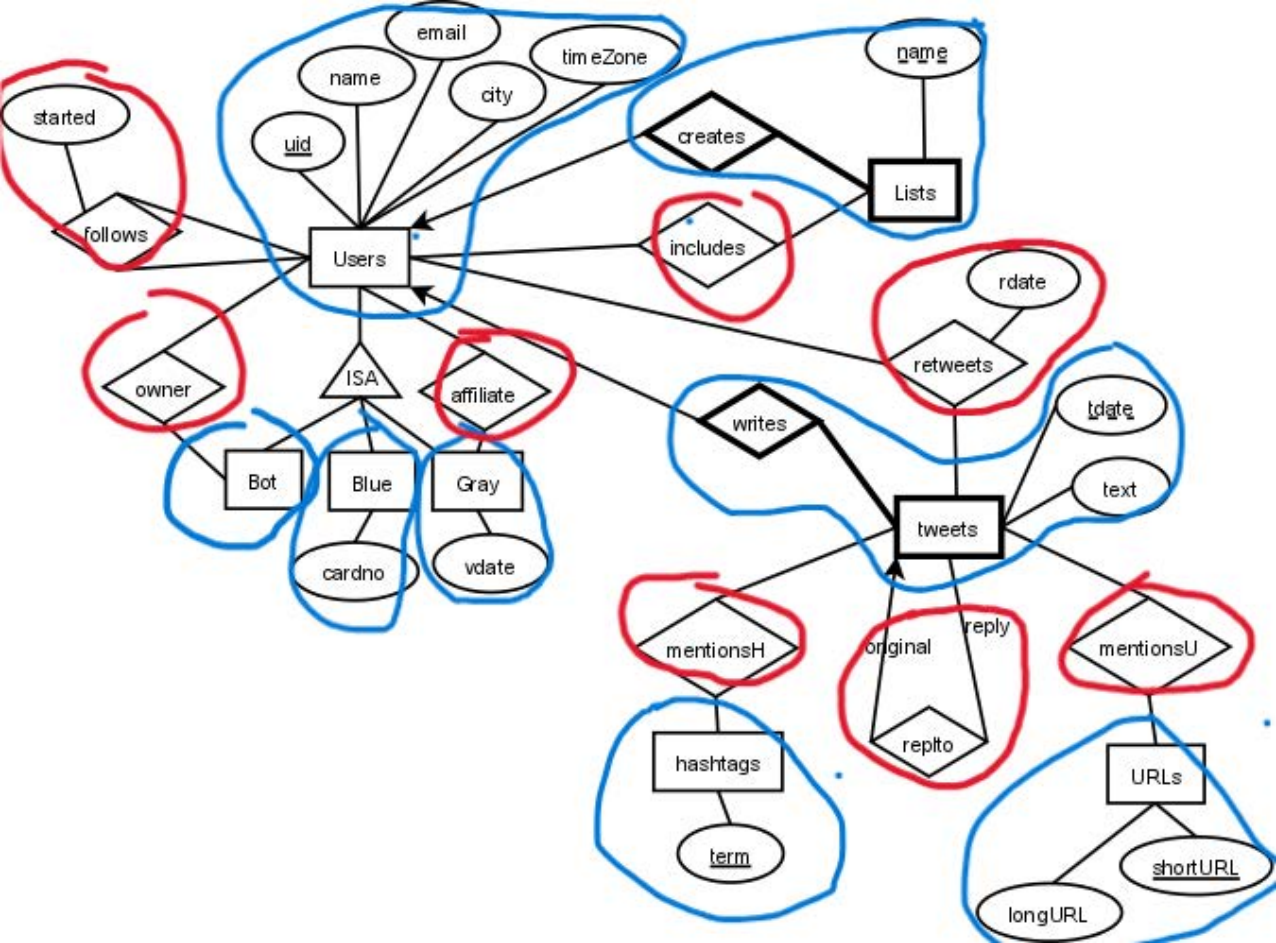 email
name
timeZone
name
city
started
uid
creates
Lists
follows
Users
includes
rdate
retweets
ISA
owner
affiliate
writes
tdate
Bot
Blue
Gray
text
tweets
cardno
vdate
reply
original
mentionsH
mentionsU
replto
hashtags
URLs
term
shortURL
longURL